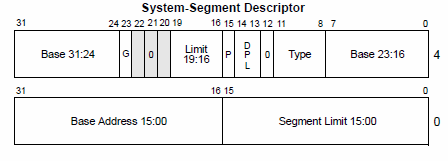 System-Segment Descriptor
31 24 23 22 21 20 19 16 15 14 13 12 11 8 7 0
Base 31:24 G 0 Limit 19:16 P DPL 0 Type Base 23:16 4
31 16 15 0
Base Address 15:00 Segment Limit 15:00 0